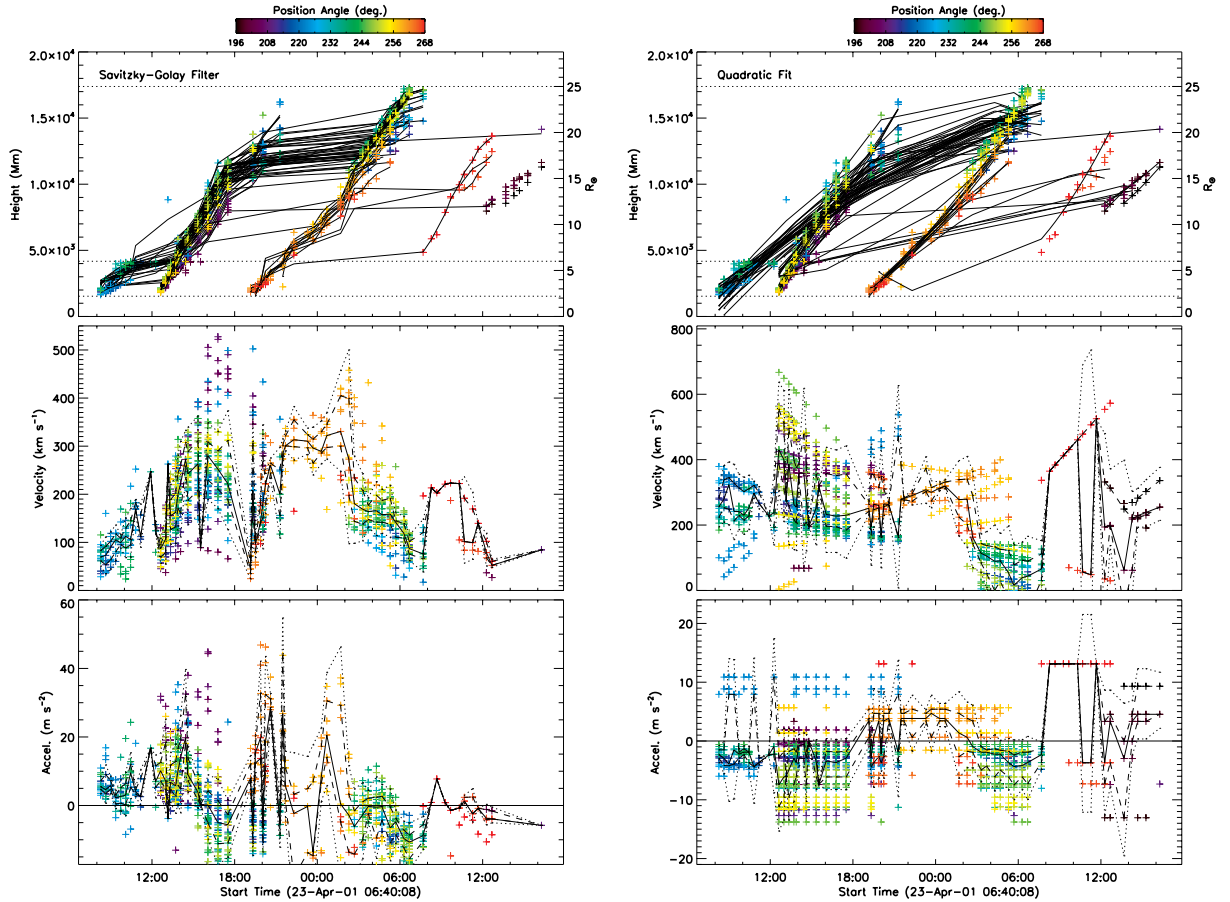 Position Angle (deg.)
196 208 220 232 244 256 268
Savitzky-Golay Filter
Height (Mm)
2.0×10⁴
1.5×10⁴
1.0×10⁴
5.0×10³
0
25
20
15
10
5
0
R⊙
Velocity (km s⁻¹)
500
400
300
200
100
0
Accel. (m s⁻²)
60
40
20
0
12:00 18:00 00:00 06:00 12:00
Start Time (23-Apr-01 06:40:08)
Position Angle (deg.)
196 208 220 232 244 256 268
Quadratic Fit
Height (Mm)
2.0×10⁴
1.5×10⁴
1.0×10⁴
5.0×10³
0
25
20
15
10
5
0
R⊙
Velocity (km s⁻¹)
800
600
400
200
0
Accel. (m s⁻²)
20
10
0
-10
-20
12:00 18:00 00:00 06:00 12:00
Start Time (23-Apr-01 06:40:08)